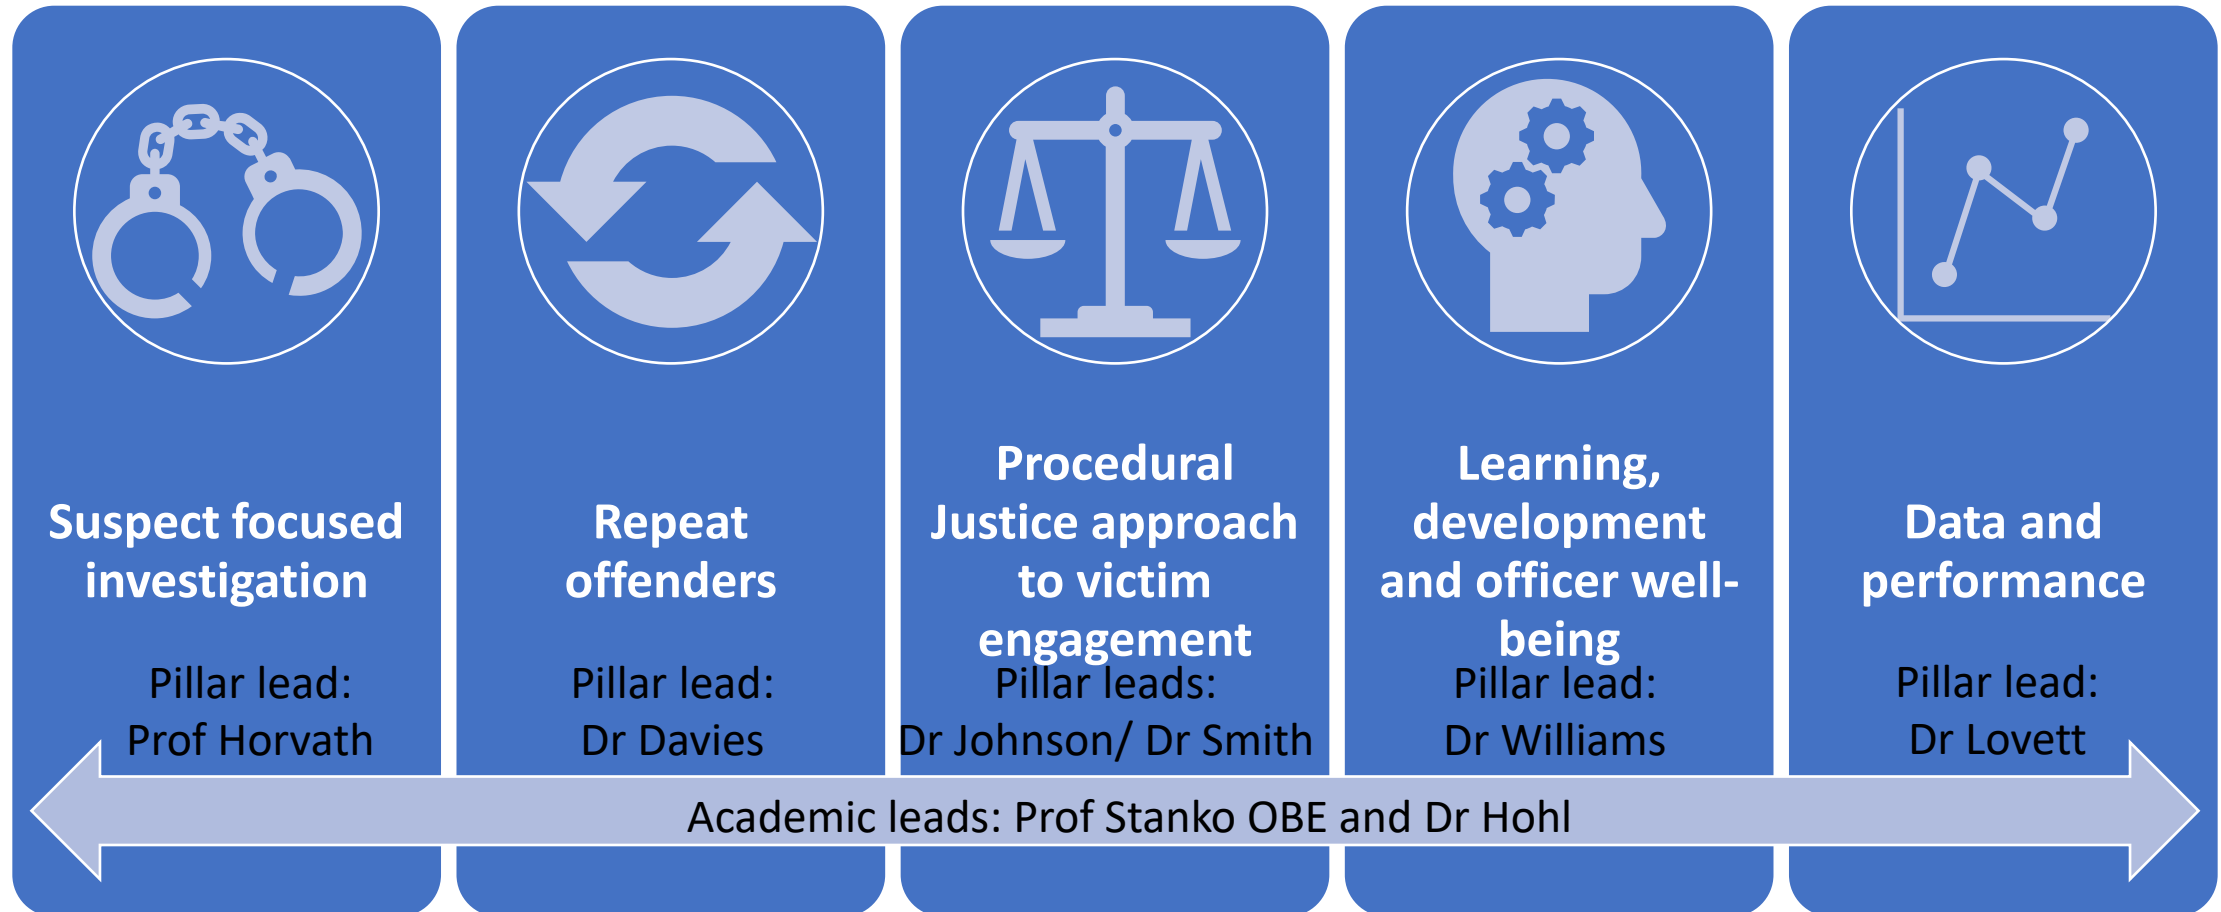 Suspect focused
investigation
Pillar lead:
Prof Horvath
Repeat
offenders
Pillar lead:
Dr Davies
Procedural
Justice approach
to victim
engagement
Pillar leads:
Dr Johnson/ Dr Smith
Learning,
development
and officer well-
being
Pillar lead:
Dr Williams
Data and
performance
Pillar lead:
Dr Lovett
Academic leads: Prof Stanko OBE and Dr Hohl